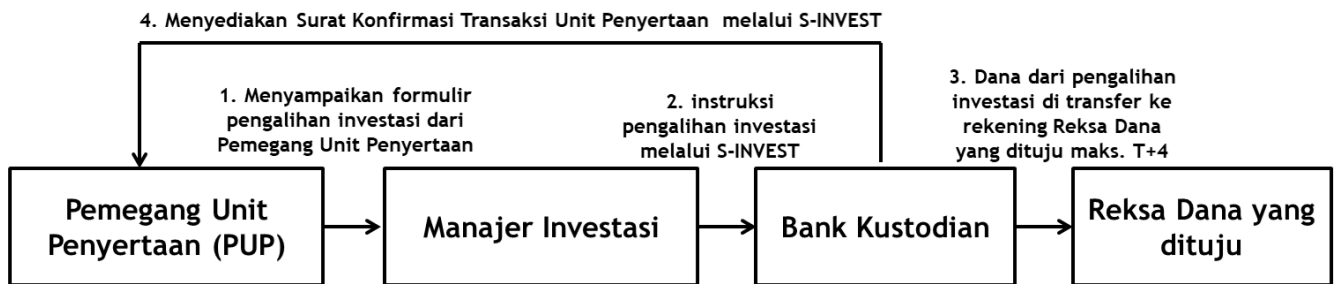 4. Menyediakan Surat Konfirmasi Transaksi Unit Penyertaan melalui S-INVEST
1. Menyampaikan formulir
pengalihan investasi dari
Pemegang Unit Penyertaan
2. instruksi
pengalihan investasi
melalui S-INVEST
3. Dana dari pengalihan
investasi di transfer ke
rekening Reksa Dana
yang dituju maks. T+4
Pemegang Unit
Penyertaan (PUP)
Manajer Investasi
Bank Kustodian
Reksa Dana yang
dituju